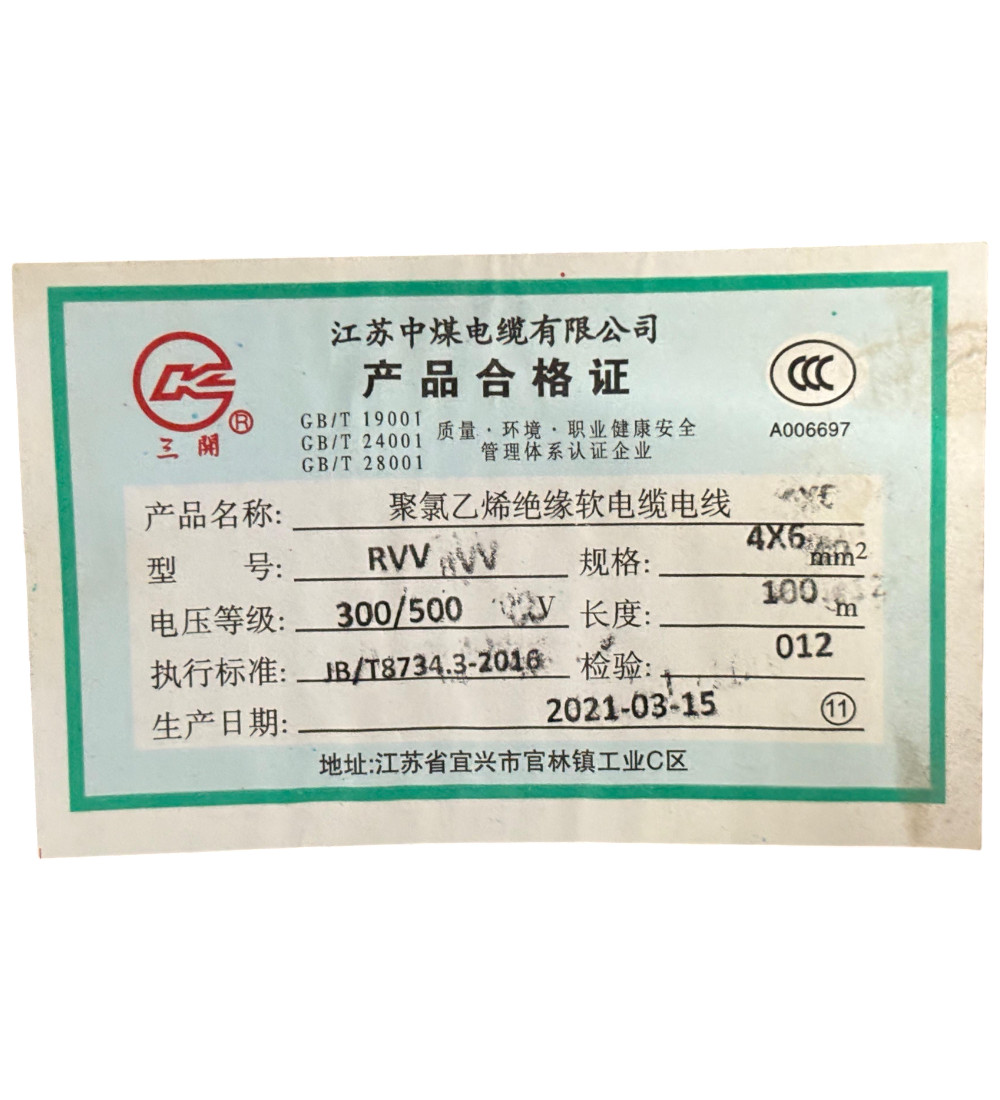 江苏中煤电缆有限公司
产品合格证
CCC
A006697
K
®
三開
GB/T 19001
GB/T 24001
GB/T 28001
质量·环境·职业健康安全
管理体系认证企业
产品名称: 聚氯乙烯绝缘软电缆电线
型 号: RVV RVV 规格: 4X6 mm2
电压等级: 300/500 V 长度: 100 m
执行标准: JB/T8734.3-2016 检验: 012
生产日期: 2021-03-15 ⑪
地址:江苏省宜兴市官林镇工业C区